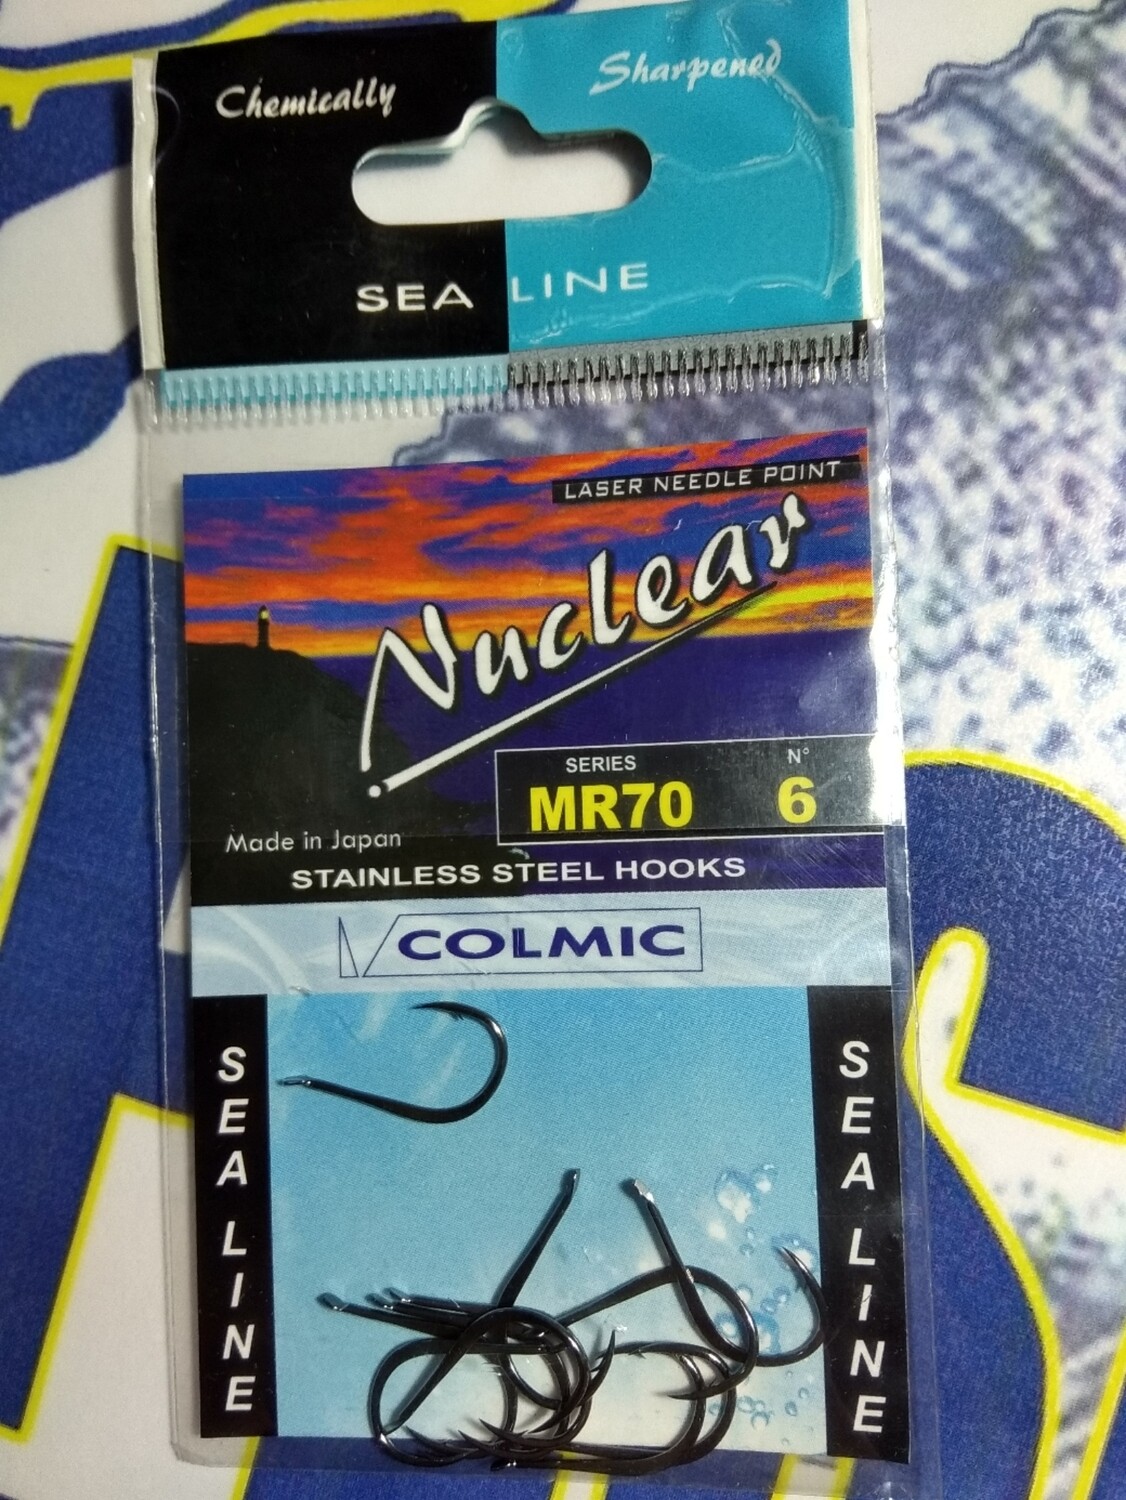 Chemically Sharpened
SEA LINE
LASER NEEDLE POINT
Nuclear
SERIES N°
MR70 6
Made in Japan
STAINLESS STEEL HOOKS
COLMIC
SEA LINE
SEA LINE